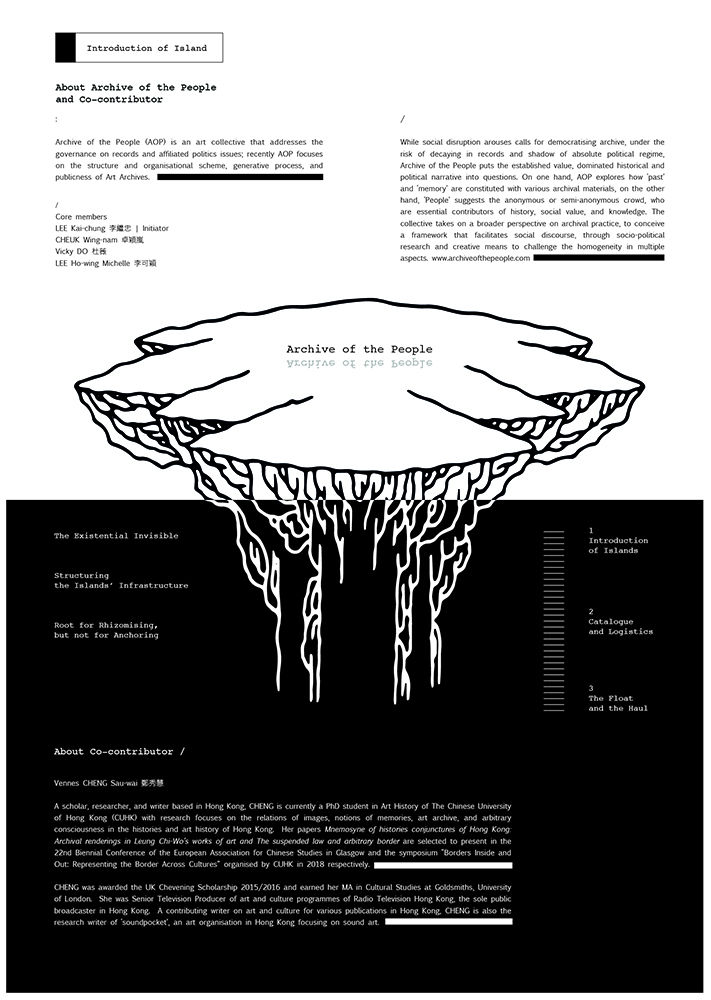 Introduction of Island
About Archive of the People
and Co-contributor
:
Archive of the People (AOP) is an art collective that addresses the
governance on records and affiliated politics issues; recently AOP focuses
on the structure and organisational scheme, generative process, and
publicness of Art Archives.
/
Core members
LEE Kai-chung 李繼忠 | Initiator
CHEUK Wing-nam 卓穎嵐
Vicky DO 杜薇
LEE Ho-wing Michelle 李可穎
/
While social disruption arouses calls for democratising archive, under the
risk of decaying in records and shadow of absolute political regime,
Archive of the People puts the established value, dominated historical and
political narrative into questions. On one hand, AOP explores how 'past'
and 'memory' are constituted with various archival materials, on the other
hand, 'People' suggests the anonymous or semi-anonymous crowd, who
are essential contributors of history, social value, and knowledge. The
collective takes on a broader perspective on archival practice, to conceive
a framework that facilitates social discourse, through socio-political
research and creative means to challenge the homogeneity in multiple
aspects. www.archiveofthepeople.com
Archive of the People
Archive of the People
The Existential Invisible
Structuring
the Islands' Infrastructure
Root for Rhizomising,
but not for Anchoring
1
Introduction
of Islands
2
Catalogue
and Logistics
3
The Float
and the Haul
About Co-contributor /
Vennes CHENG Sau-wai 鄭秀慧
A scholar, researcher, and writer based in Hong Kong, CHENG is currently a PhD student in Art History of The Chinese University
of Hong Kong (CUHK) with research focuses on the relations of images, notions of memories, art archive, and arbitrary
consciousness in the histories and art history of Hong Kong. Her papers Mnemosyne of histories conjunctures of Hong Kong:
Archival renderings in Leung Chi-Wo's works of art and The suspended law and arbitrary border are selected to present in the
22nd Biennial Conference of the European Association for Chinese Studies in Glasgow and the symposium "Borders Inside and
Out: Representing the Border Across Cultures" organised by CUHK in 2018 respectively.
CHENG was awarded the UK Chevening Scholarship 2015/2016 and earned her MA in Cultural Studies at Goldsmiths, University
of London. She was Senior Television Producer of art and culture programmes of Radio Television Hong Kong, the sole public
broadcaster in Hong Kong. A contributing writer on art and culture for various publications in Hong Kong, CHENG is also the
research writer of 'soundpocket', an art organisation in Hong Kong focusing on sound art.